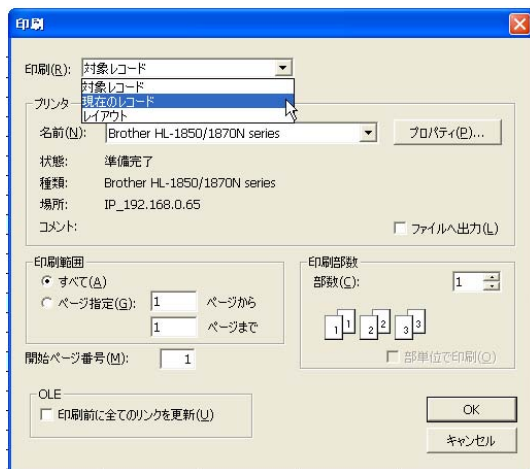 印刷
印刷(R): 対象レコード
対象レコード
現在のレコード
レイアウト
プリンタ
名前(N): Brother HL-1850/1870N series プロパティ(P)...
状態: 準備完了
種類: Brother HL-1850/1870N series
場所: IP_192.168.0.65
コメント: ファイルへ出力(L)
印刷範囲
すべて(A)
ページ指定(G): 1 ページから
1 ページまで
印刷部数
部数(C): 1
1 1 2 2 3 3
部単位で印刷(O)
開始ページ番号(M): 1
OLE
印刷前に全てのリンクを更新(U)
OK
キャンセル